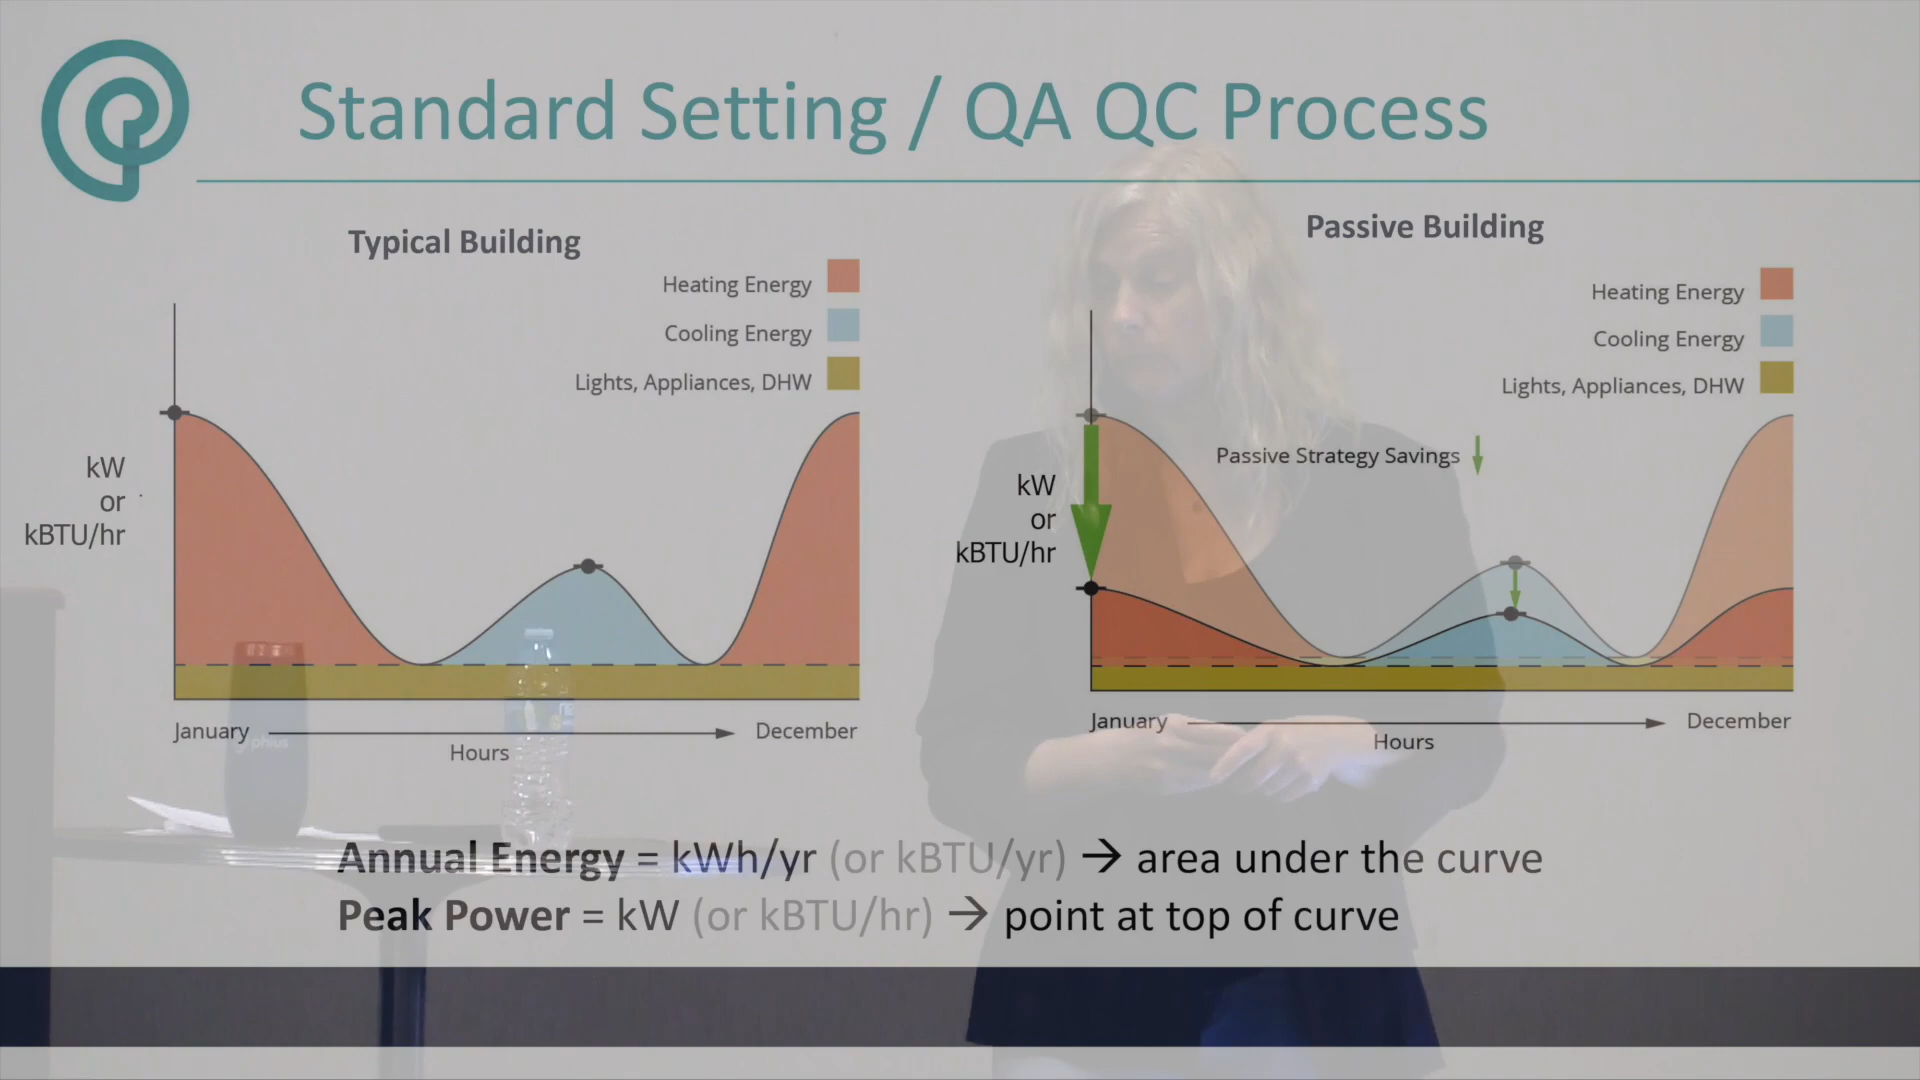 Standard Setting / QA QC Process
Typical Building
Heating Energy
Cooling Energy
Lights, Appliances, DHW
kW
or
kBTU/hr
January
Hours
December
Passive Building
Heating Energy
Cooling Energy
Lights, Appliances, DHW
Passive Strategy Savings
kW
or
kBTU/hr
January
Hours
December
phius
Annual Energy = kWh/yr (or kBTU/yr) → area under the curve
Peak Power = kW (or kBTU/hr) → point at top of curve